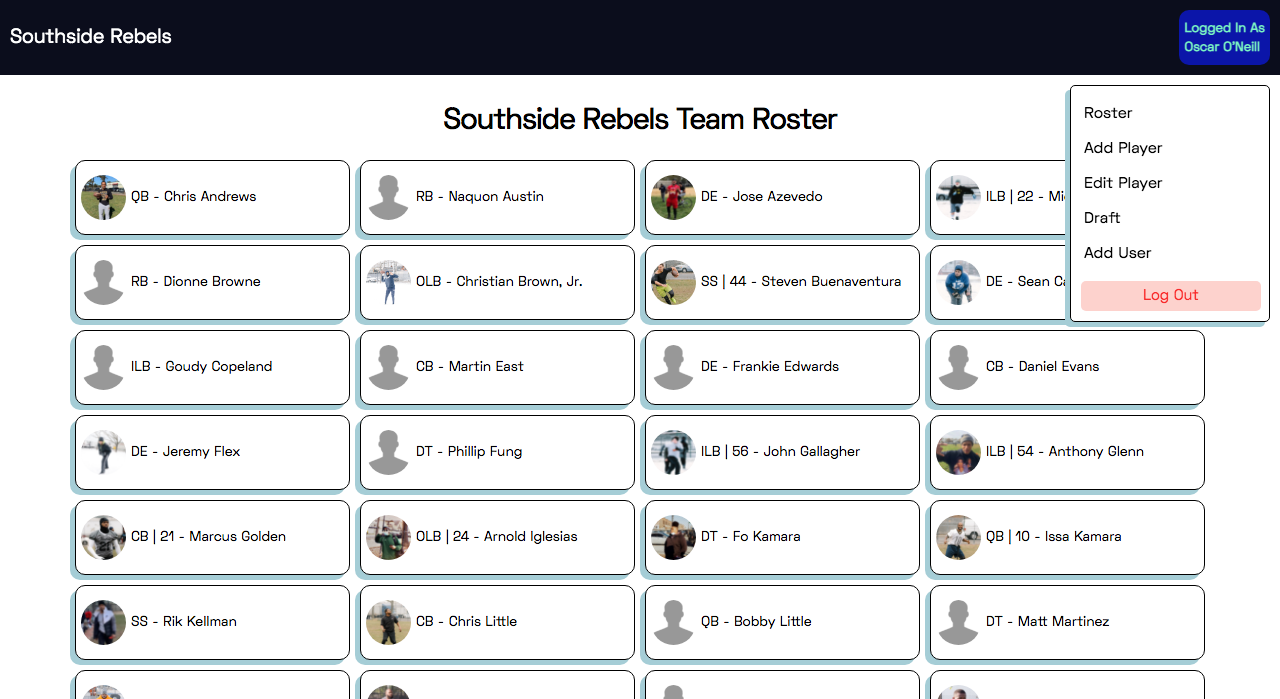 Southside Rebels
Logged In As
Oscar O'Neill
Roster
Add Player
Edit Player
Draft
Add User
Log Out
Southside Rebels Team Roster
QB - Chris Andrews
RB - Naquon Austin
DE - Jose Azevedo
ILB | 22 -
RB - Dionne Browne
OLB - Christian Brown, Jr.
SS | 44 - Steven Buenaventura
DE - Sean
ILB - Goudy Copeland
CB - Martin East
DE - Frankie Edwards
CB - Daniel Evans
DE - Jeremy Flex
DT - Phillip Fung
ILB | 56 - John Gallagher
ILB | 54 - Anthony Glenn
CB | 21 - Marcus Golden
OLB | 24 - Arnold Iglesias
DT - Fo Kamara
QB | 10 - Issa Kamara
SS - Rik Kellman
CB - Chris Little
QB - Bobby Little
DT - Matt Martinez